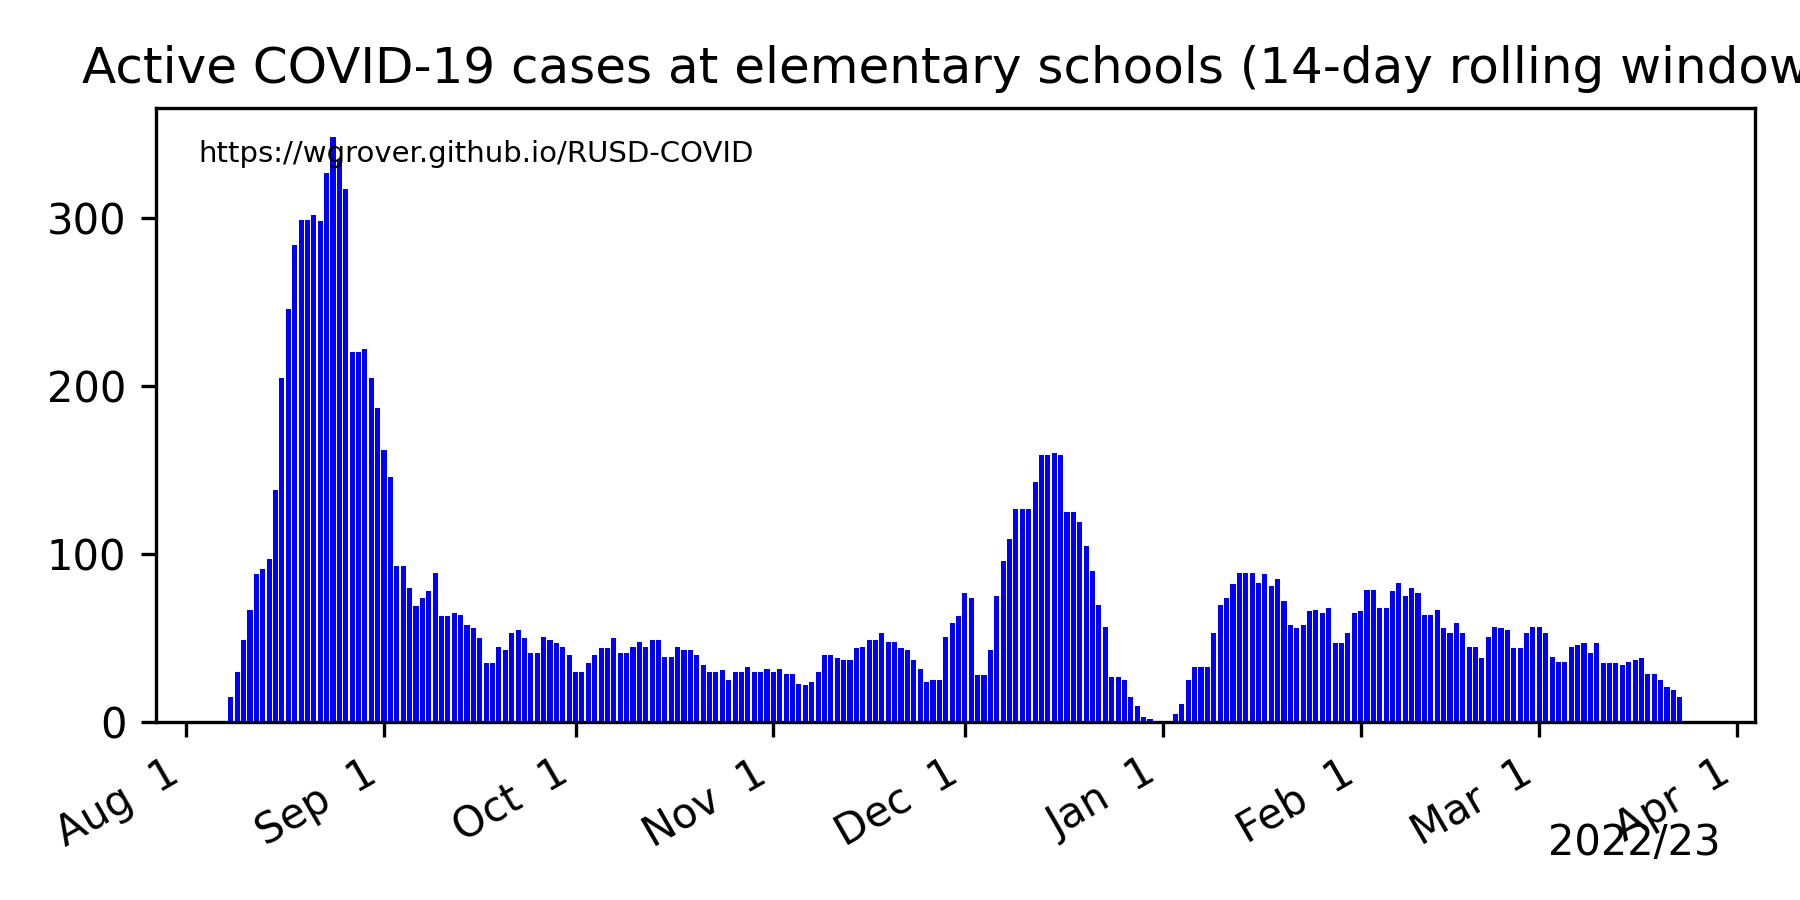 Active COVID-19 cases at elementary schools (14-day rolling window
https://wgrover.github.io/RUSD-COVID
300
200
100
0
Aug 1
Sep 1
Oct 1
Nov 1
Dec 1
Jan 1
Feb 1
Mar 1
Apr 1
2022/23